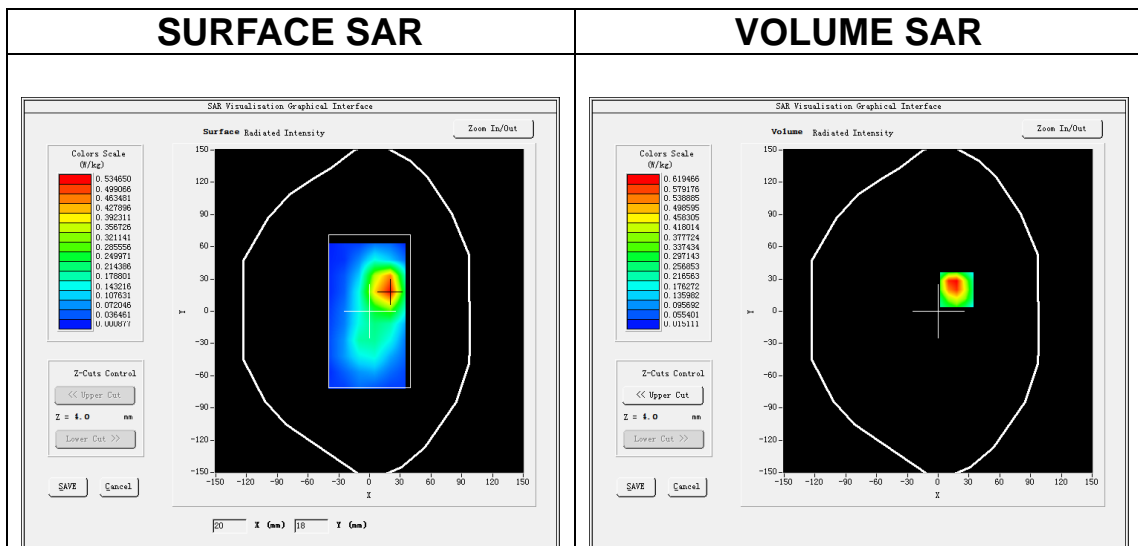 SURFACE SAR
VOLUME SAR
SAR Visualisation Graphical Interface
Surface Radiated Intensity
Zoom In/Out
Colors Scale
(W/kg)
0.534650
0.499066
0.463481
0.427896
0.392311
0.356726
0.321141
0.285556
0.249971
0.214386
0.178801
0.143216
0.107631
0.072046
0.036461
0.000877
150
120
90
60
30
0
-30
-60
-90
-120
-150
Y
-150 -120 -90 -60 -30 0 30 60 90 120 150
X
Z-Cuts Control
<< Upper Cut
Z = 4.0 mm
Lower Cut >>
SAVE Cancel
20 X (mm) 18 Y (mm)
SAR Visualisation Graphical Interface
Volume Radiated Intensity
Zoom In/Out
Colors Scale
(W/kg)
0.619466
0.579176
0.538885
0.498595
0.458305
0.418014
0.377724
0.337434
0.297143
0.256853
0.216563
0.176272
0.135982
0.095692
0.055401
0.015111
150
120
90
60
30
0
-30
-60
-90
-120
-150
Y
-150 -120 -90 -60 -30 0 30 60 90 120 150
X
Z-Cuts Control
<< Upper Cut
Z = 4.0 mm
Lower Cut >>
SAVE Cancel